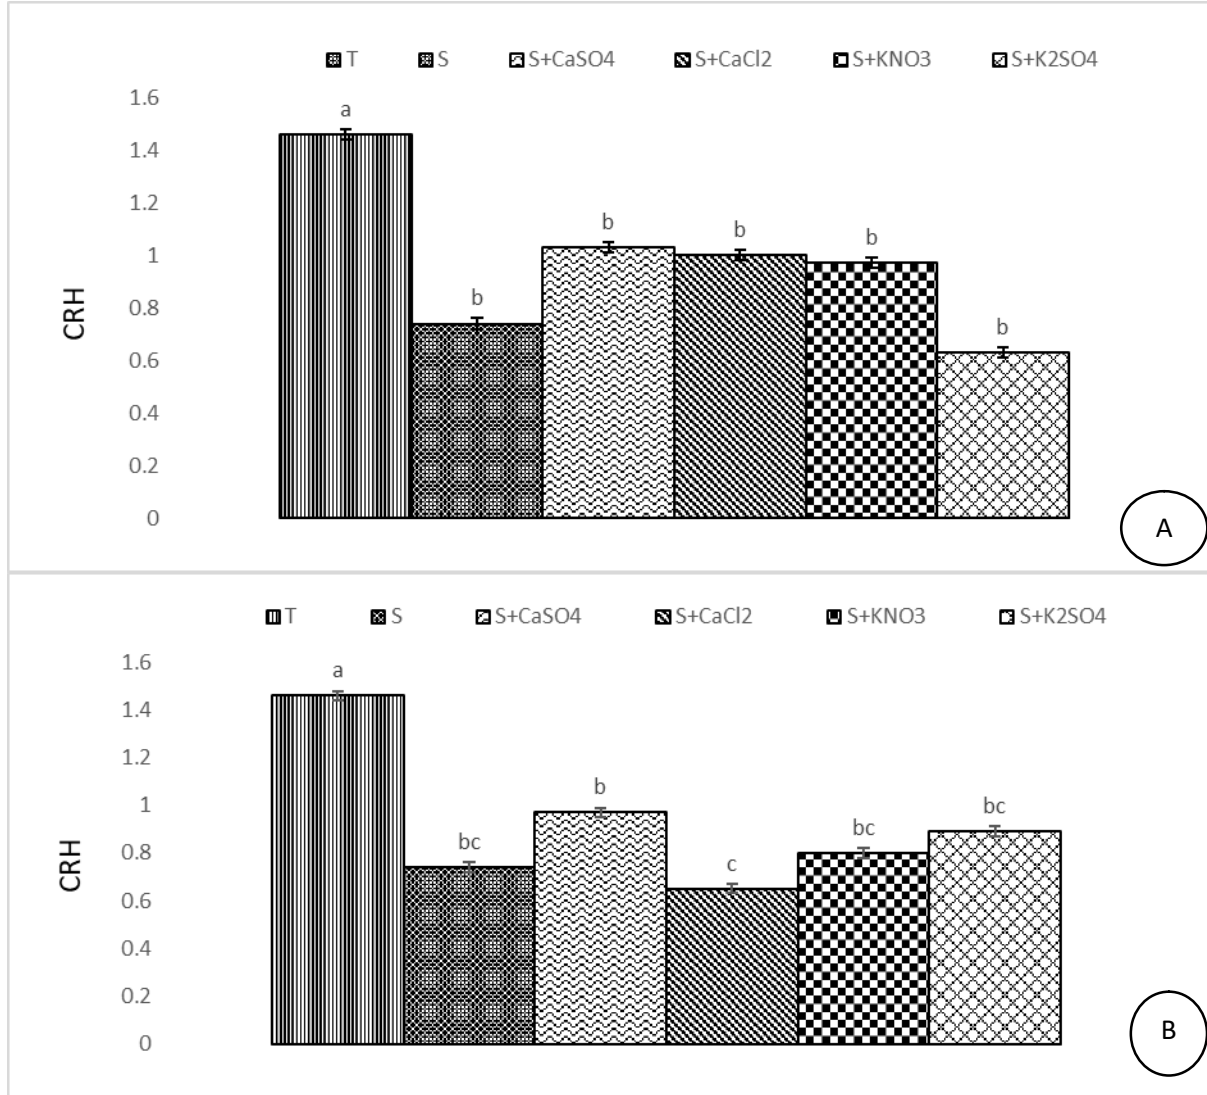 T S S+CaSO4 S+CaCl2 S+KNO3 S+K2SO4
1.6
a
1.4
1.2
b b b
1
CRH
0.8
b
b
0.6
0.4
0.2
0
A
T S S+CaSO4 S+CaCl2 S+KNO3 S+K2SO4
1.6
a
1.4
1.2
b
1
bc
CRH
0.8
bc
bc
c
0.6
0.4
0.2
0
B